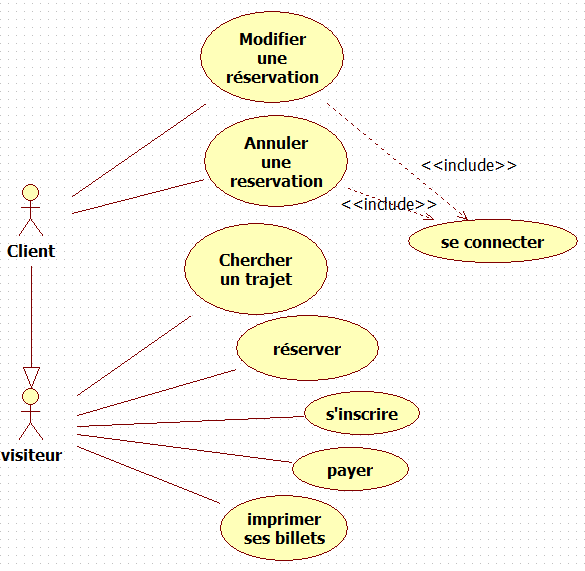 Modifier
une
réservation
Annuler
une
reservation
<<include>>
<<include>>
se connecter
Client
Chercher
un trajet
réserver
s'inscrire
visiteur
payer
imprimer
ses billets